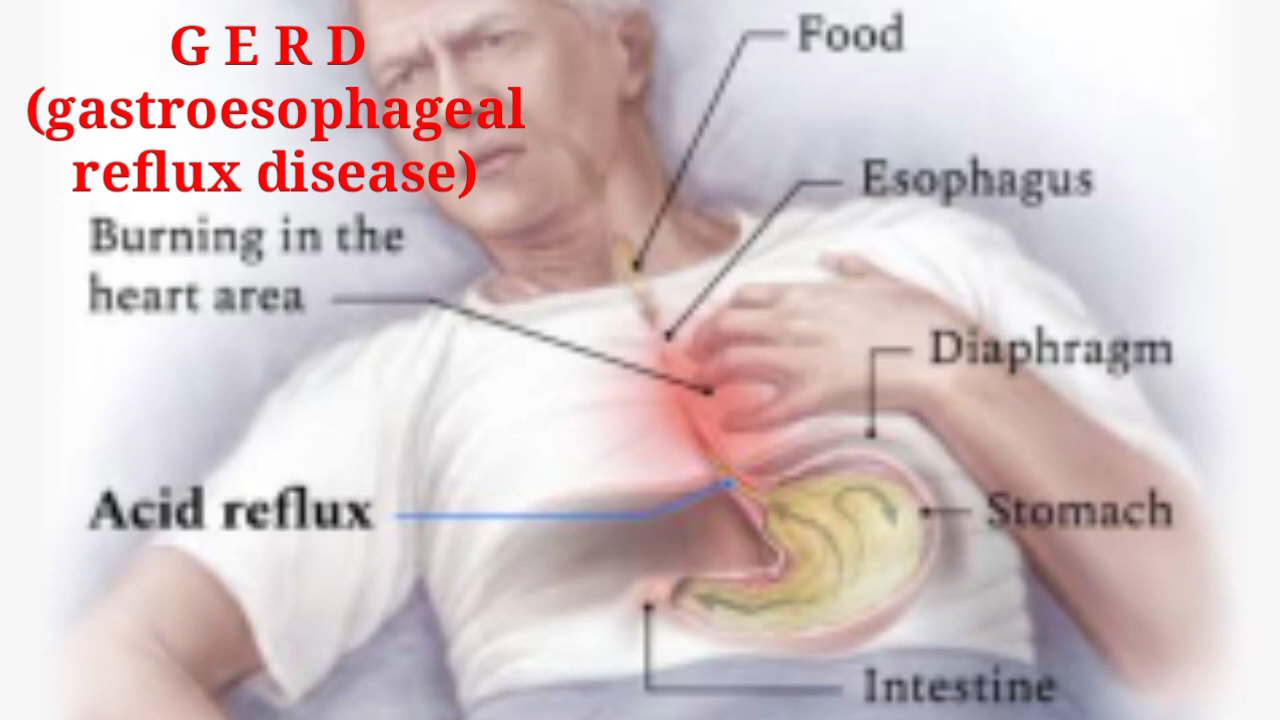 G E R D
(gastroesophageal
reflux disease)
Food
Esophagus
Burning in the
heart area
Diaphragm
Acid reflux
Stomach
Intestine